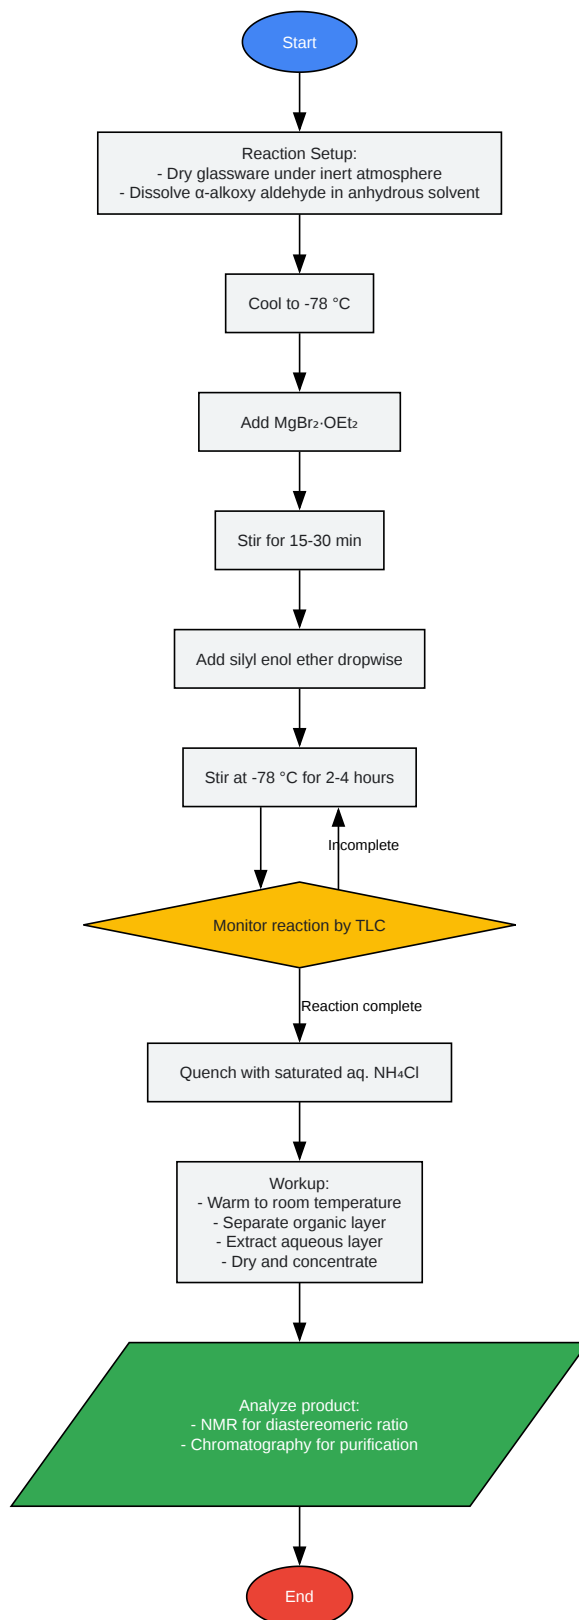 Start
Reaction Setup:
- Dry glassware under inert atmosphere
- Dissolve α-alkoxy aldehyde in anhydrous solvent
Cool to -78 °C
Add MgBr₂·OEt₂
Stir for 15-30 min
Add silyl enol ether dropwise
Stir at -78 °C for 2-4 hours
Incomplete
Monitor reaction by TLC
Reaction complete
Quench with saturated aq. NH₄Cl
Workup:
- Warm to room temperature
- Separate organic layer
- Extract aqueous layer
- Dry and concentrate
Analyze product:
- NMR for diastereomeric ratio
- Chromatography for purification
End